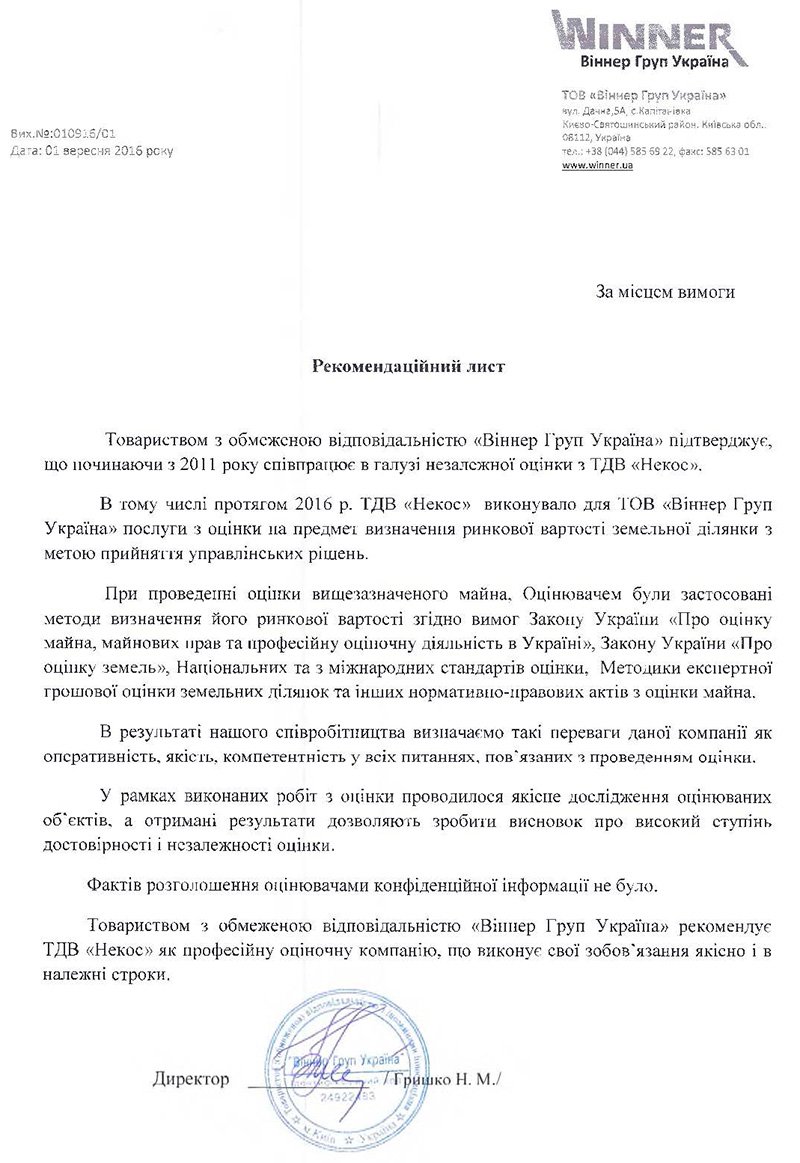 WINNER
Віннер Груп Україна
ТОВ «Віннер Груп Україна»
вул. Дачна,5А, с.Капітанівка
Києво-Святошинський район, Київська обл.,
08112, Україна
тел.: +38 (044) 585 69 22, факс: 585 63 01
www.winner.ua
Вих.№:010916/01
Дата: 01 вересня 2016 року
За місцем вимоги
Рекомендаційний лист
Товариством з обмеженою відповідальністю «Віннер Груп Україна» підтверджує,
що починаючи з 2011 року співпрацює в галузі незалежної оцінки з ТДВ «Некос».
В тому числі протягом 2016 р. ТДВ «Некос» виконувало для ТОВ «Віннер Груп
Україна» послуги з оцінки на предмет визначення ринкової вартості земельної ділянки з
метою прийняття управлінських рішень.
При проведенні оцінки вищезазначеного майна, Оцінювачем були застосовані
методи визначення його ринкової вартості згідно вимог Закону України «Про оцінку
майна, майнових прав та професійну оціночну діяльність в Україні», Закону України «Про
оцінку земель», Національних та з міжнародних стандартів оцінки, Методики експертної
грошової оцінки земельних ділянок та інших нормативно-правових актів з оцінки майна.
В результаті нашого співробітництва визначаємо такі переваги даної компанії як
оперативність, якість, компетентність у всіх питаннях, пов`язаних з проведенням оцінки.
У рамках виконаних робіт з оцінки проводилося якісне дослідження оцінюваних
об`єктів, а отримані результати дозволяють зробити висновок про високий ступінь
достовірності і незалежності оцінки.
Фактів розголошення оцінювачами конфіденційної інформації не було.
Товариством з обмеженою відповідальністю «Віннер Груп Україна» рекомендує
ТДВ «Некос» як професійну оціночну компанію, що виконує свої зобов`язання якісно і в
належні строки.
"Віннер Груп Україна"
Директор / Гришко Н. М./
24922483
м.Київ ☆ Україна